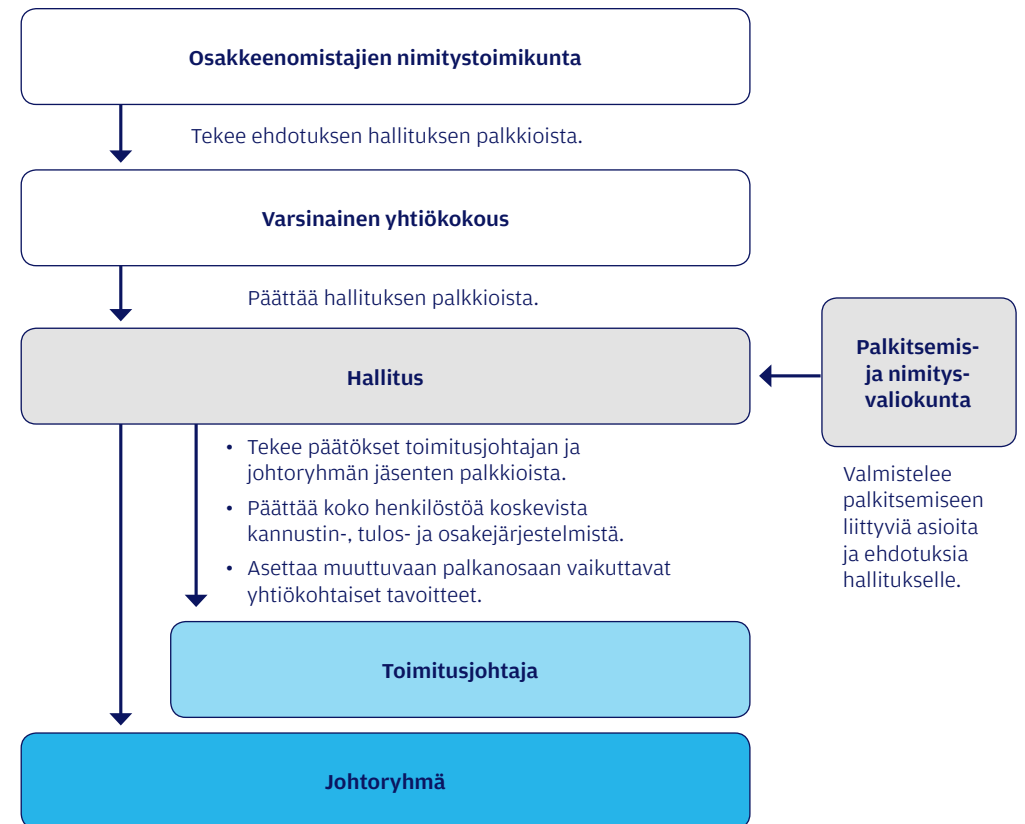 Osakkeenomistajien nimitystoimikunta
Tekee ehdotuksen hallituksen palkkioista.
Varsinainen yhtiökokous
Päättää hallituksen palkkioista.
Hallitus
Palkitsemis-
ja nimitys-
valiokunta
• Tekee päätökset toimitusjohtajan ja
johtoryhmän jäsenten palkkioista.
• Päättää koko henkilöstöä koskevista
kannustin-, tulos- ja osakejärjestelmistä.
• Asettaa muuttuvaan palkanosaan vaikuttavat
yhtiökohtaiset tavoitteet.
Valmistelee
palkitsemiseen
liittyviä asioita
ja ehdotuksia
hallitukselle.
Toimitusjohtaja
Johtoryhmä